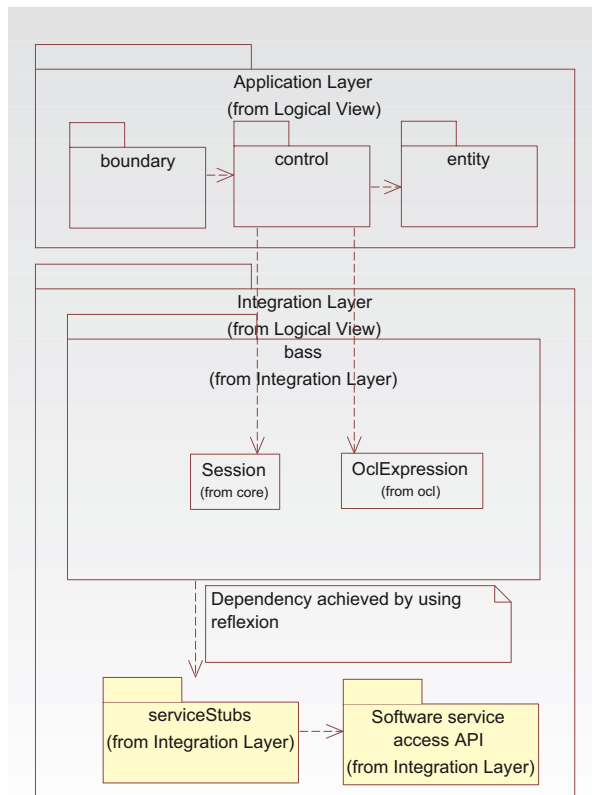 Application Layer
(from Logical View)
boundary
control
entity
Integration Layer
(from Logical View)
bass
(from Integration Layer)
Session
(from core)
OclExpression
(from ocl)
Dependency achieved by using
reflexion
serviceStubs
(from Integration Layer)
Software service
access API
(from Integration Layer)